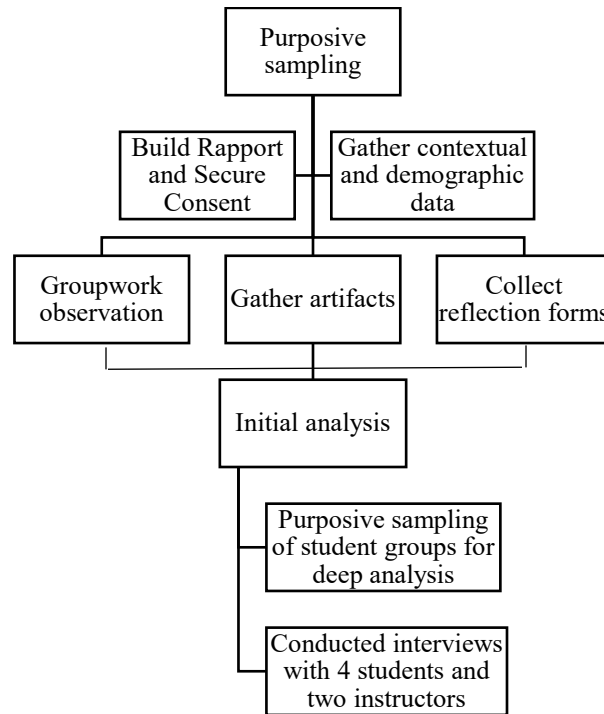 Purposive
sampling
Build Rapport
and Secure
Consent
Gather contextual
and demographic
data
Groupwork
observation
Gather artifacts
Collect
reflection forms
Initial analysis
Purposive sampling
of student groups for
deep analysis
Conducted interviews
with 4 students and
two instructors